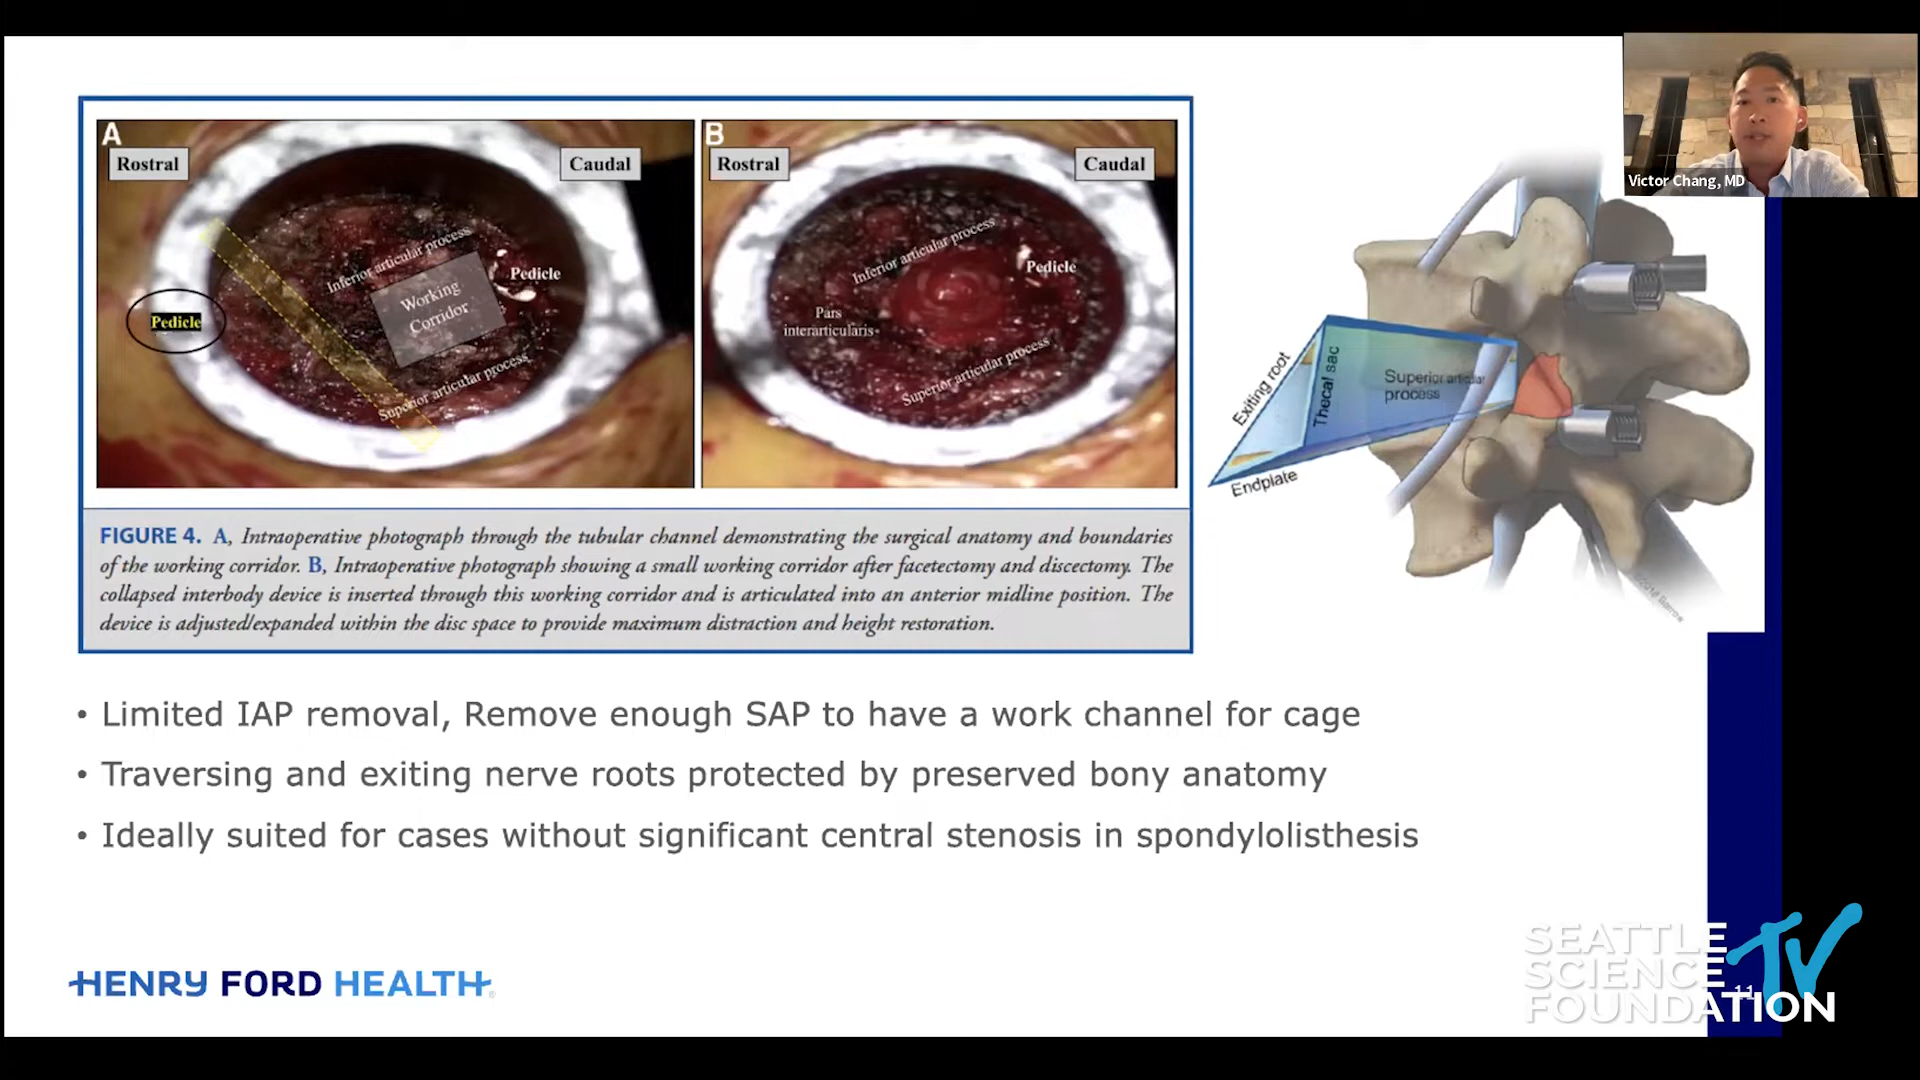 A
Rostral
Caudal
Inferior articular process
Pedicle
Working
Corridor
Pedicle
Superior articular process
B
Rostral
Caudal
Inferior articular process
Pedicle
Pars
interarticularis
Superior articular process
Victor Chang, MD
Exiting root
Thecal sac
Superior articular
process
Endplate
FIGURE 4. A, Intraoperative photograph through the tubular channel demonstrating the surgical anatomy and boundaries
of the working corridor. B, Intraoperative photograph showing a small working corridor after facetectomy and discectomy. The
collapsed interbody device is inserted through this working corridor and is articulated into an anterior midline position. The
device is adjusted/expanded within the disc space to provide maximum distraction and height restoration.
• Limited IAP removal, Remove enough SAP to have a work channel for cage
• Traversing and exiting nerve roots protected by preserved bony anatomy
• Ideally suited for cases without significant central stenosis in spondylolisthesis
HENRY FORD HEALTH
SEATTLE
SCIENCE
FOUNDATION
TV
11